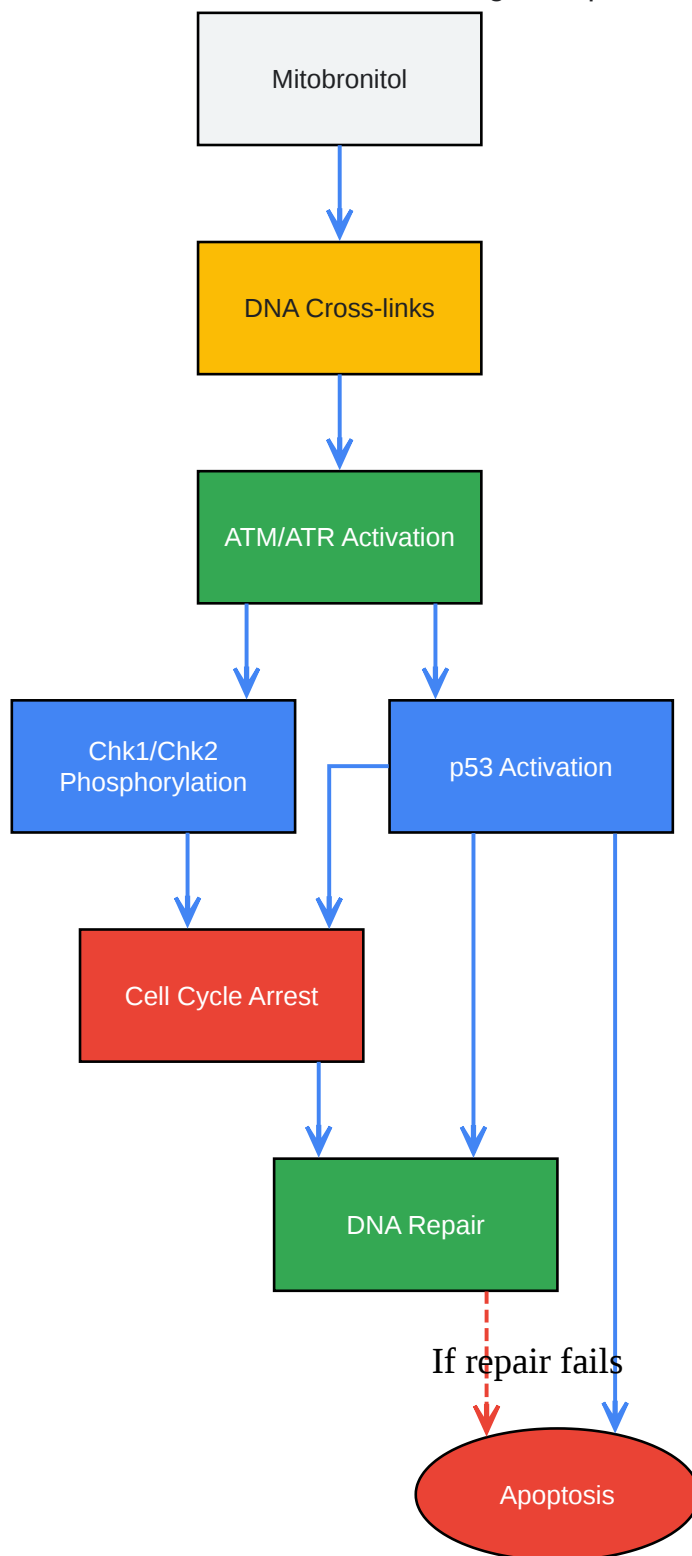 Mitobronitol
DNA Cross-links
ATM/ATR Activation
Chk1/Chk2
Phosphorylation
p53 Activation
Cell Cycle Arrest
DNA Repair
If repair fails
Apoptosis